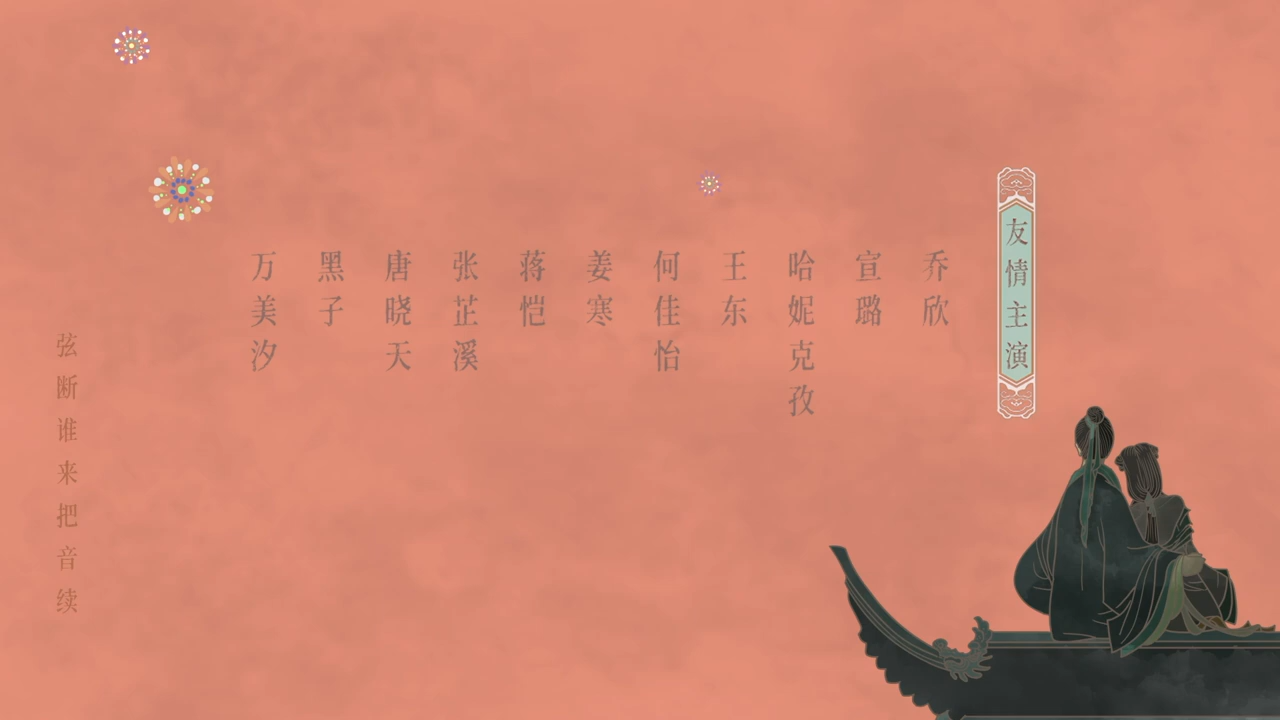 友情主演
乔欣
宣璐
哈妮克孜
王东
何佳怡
姜寒
蒋恺
张芷溪
唐晓天
黑子
万美汐
弦断谁来把音续